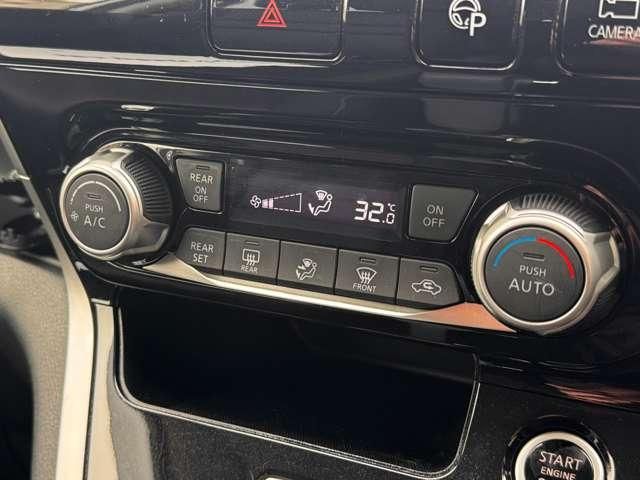 P
CAMERA
PUSH
A/C
REAR
ON
OFF
32.0 °C
ON
OFF
REAR
SET
REAR
FRONT
PUSH
AUTO
START
ENGINE